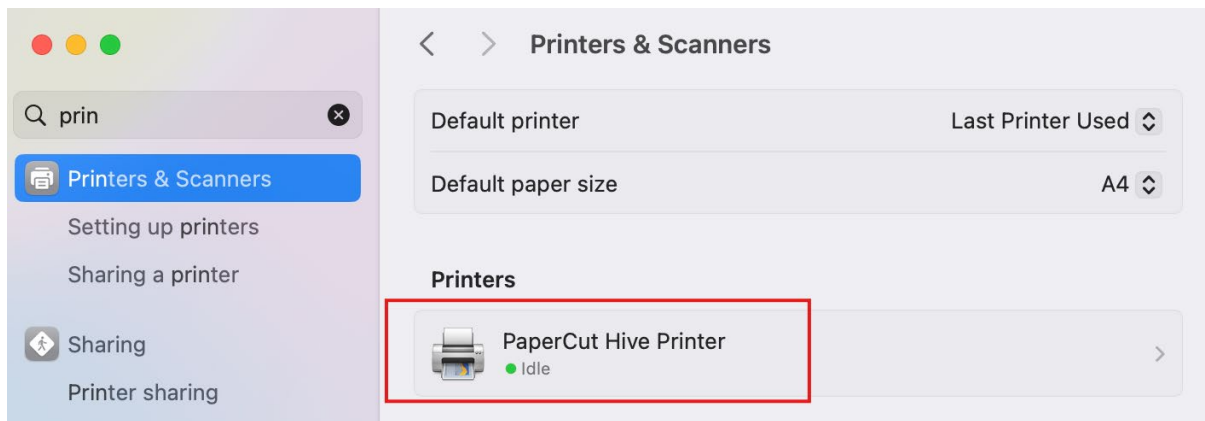 prin
Printers & Scanners
Setting up printers
Sharing a printer
Sharing
Printer sharing
Printers & Scanners
Default printer Last Printer Used
Default paper size A4
Printers
PaperCut Hive Printer
Idle